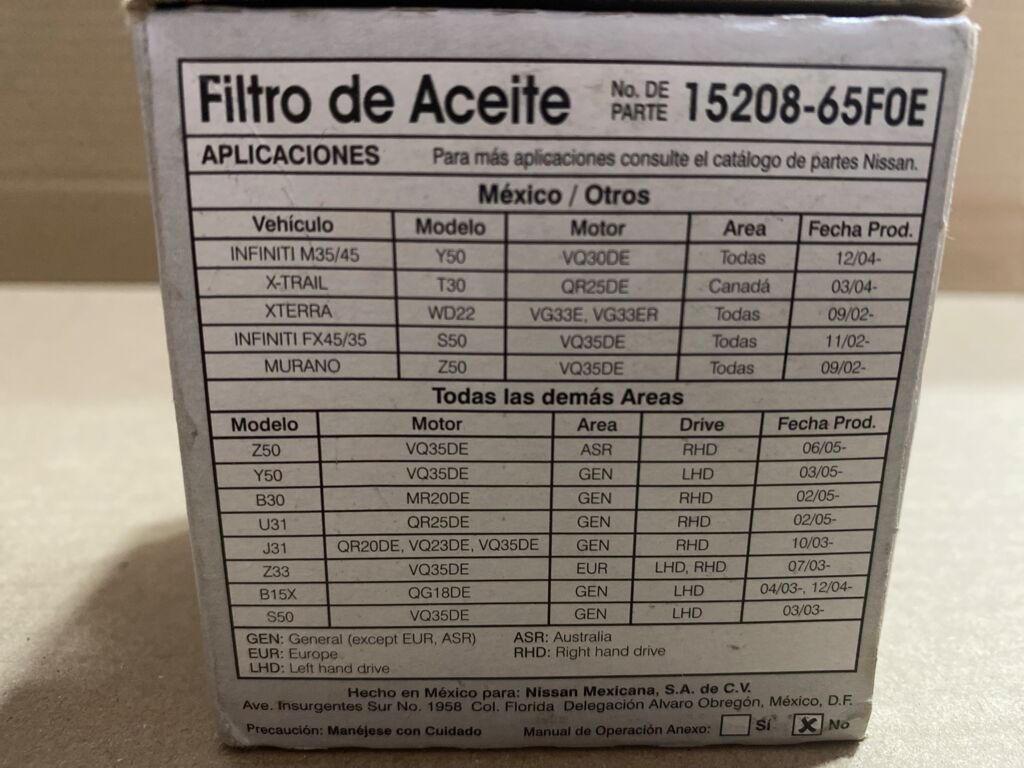 Filtro de Aceite No. DE PARTE 15208-65F0E
APLICACIONES Para más aplicaciones consulte el catálogo de partes Nissan.
México / Otros
Vehículo Modelo Motor Area Fecha Prod.
INFINITI M35/45 Y50 VQ30DE Todas 12/04-
X-TRAIL T30 QR25DE Canadá 03/04-
XTERRA WD22 VG33E, VG33ER Todas 09/02-
INFINITI FX45/35 S50 VQ35DE Todas 11/02-
MURANO Z50 VQ35DE Todas 09/02-
Todas las demás Areas
Modelo Motor Area Drive Fecha Prod.
Z50 VQ35DE ASR RHD 06/05-
Y50 VQ35DE GEN LHD 03/05-
B30 MR20DE GEN RHD 02/05-
U31 QR25DE GEN RHD 02/05-
J31 QR20DE, VQ23DE, VQ35DE GEN RHD 10/03-
Z33 VQ35DE EUR LHD, RHD 07/03-
B15X QG18DE GEN LHD 04/03-, 12/04-
S50 VQ35DE GEN LHD 03/03-
GEN: General (except EUR, ASR) ASR: Australia
EUR: Europe RHD: Right hand drive
LHD: Left hand drive
Hecho en México para: Nissan Mexicana, S.A. de C.V.
Ave. Insurgentes Sur No. 1958 Col. Florida Delegación Alvaro Obregón, México, D.F.
Precaución: Manéjese con Cuidado Manual de Operación Anexo: Sí No